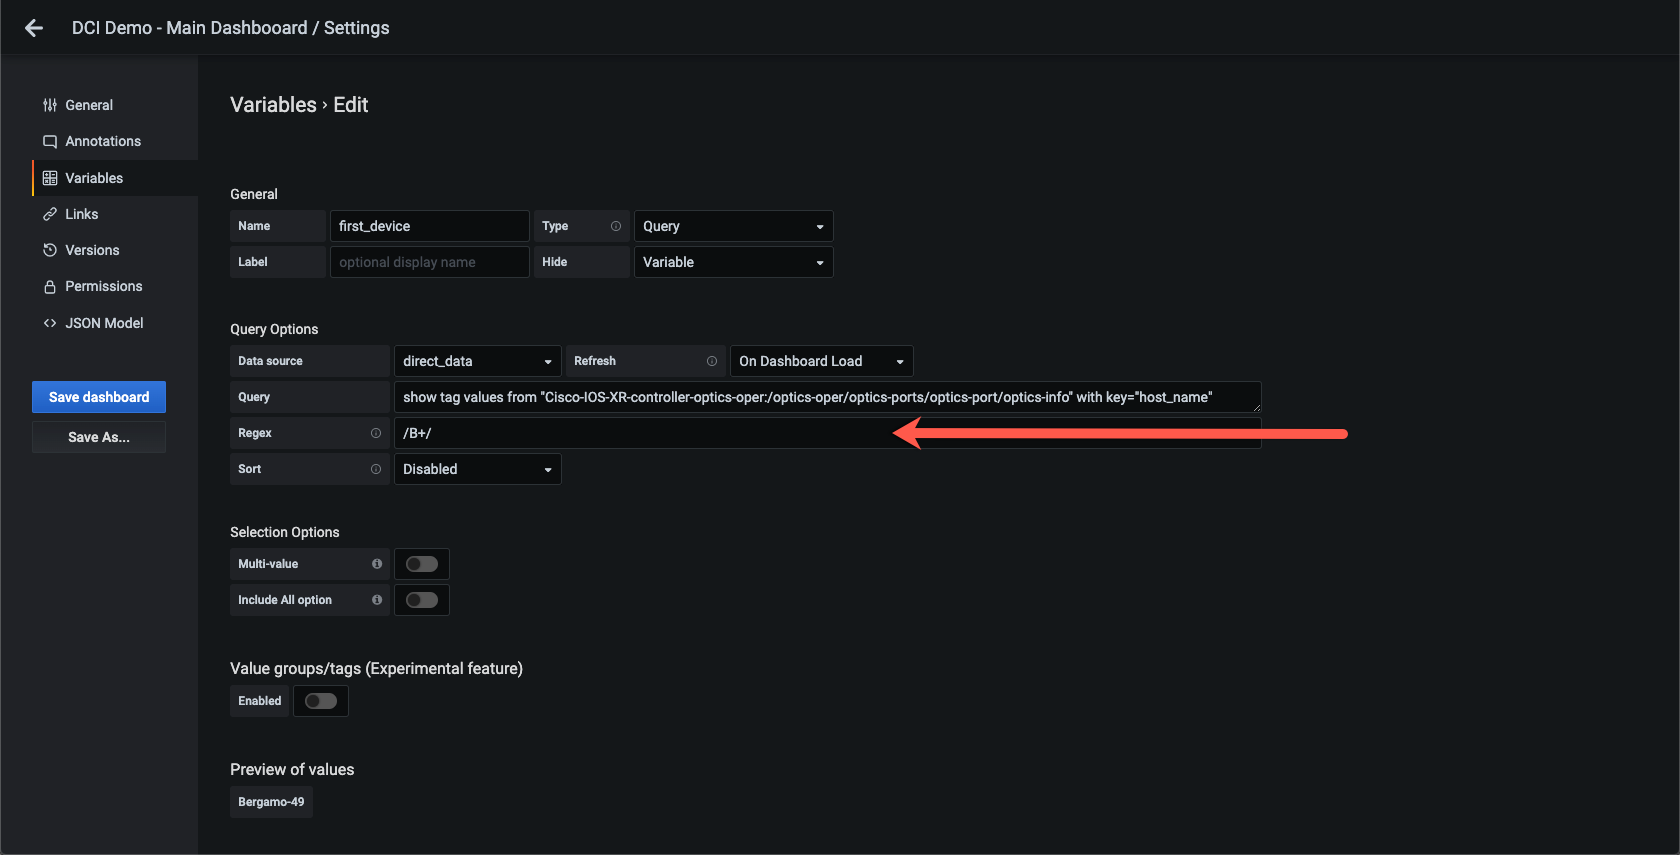 DCI Demo - Main Dashbooard / Settings
General
Annotations
Variables
Links
Versions
Permissions
JSON Model
Save dashboard
Save As...
Variables › Edit
General
Name first_device Type Query
Label optional display name Hide Variable
Query Options
Data source direct_data Refresh On Dashboard Load
Query show tag values from "Cisco-IOS-XR-controller-optics-oper:/optics-oper/optics-ports/optics-port/optics-info" with key="host_name"
Regex /B+/
Sort Disabled
Selection Options
Multi-value
Include All option
Value groups/tags (Experimental feature)
Enabled
Preview of values
Bergamo-49